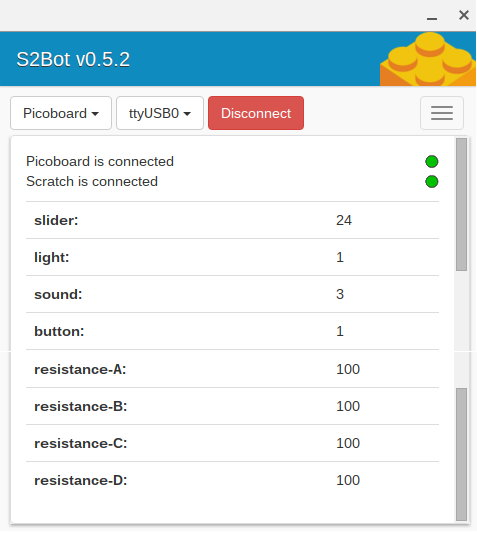 S2Bot v0.5.2
Picoboard ttyUSB0 Disconnect
Picoboard is connected
Scratch is connected
slider: 24
light: 1
sound: 3
button: 1
resistance-A: 100
resistance-B: 100
resistance-C: 100
resistance-D: 100